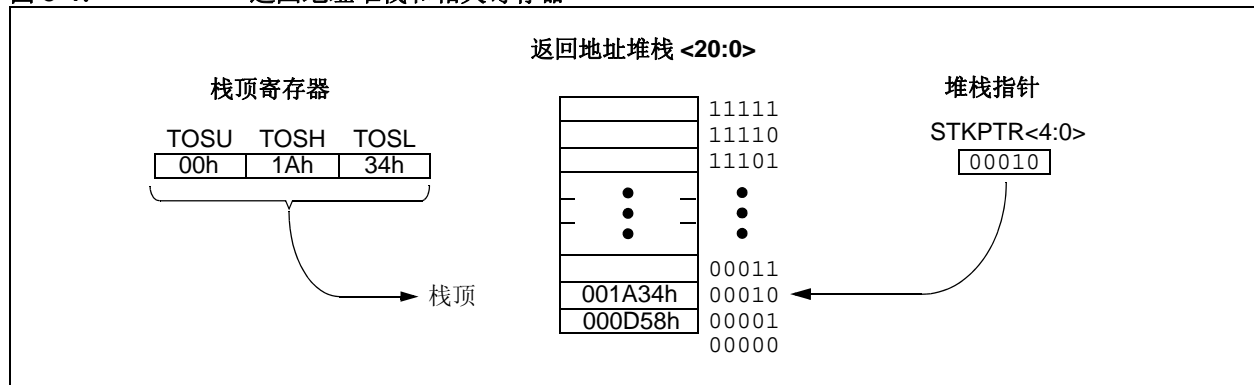 返回地址堆栈 <20:0>
栈顶寄存器
TOSU TOSH TOSL
00h 1Ah 34h
栈顶
11111
11110
11101
00011
001A34h 00010
000D58h 00001
00000
堆栈指针
STKPTR<4:0>
00010